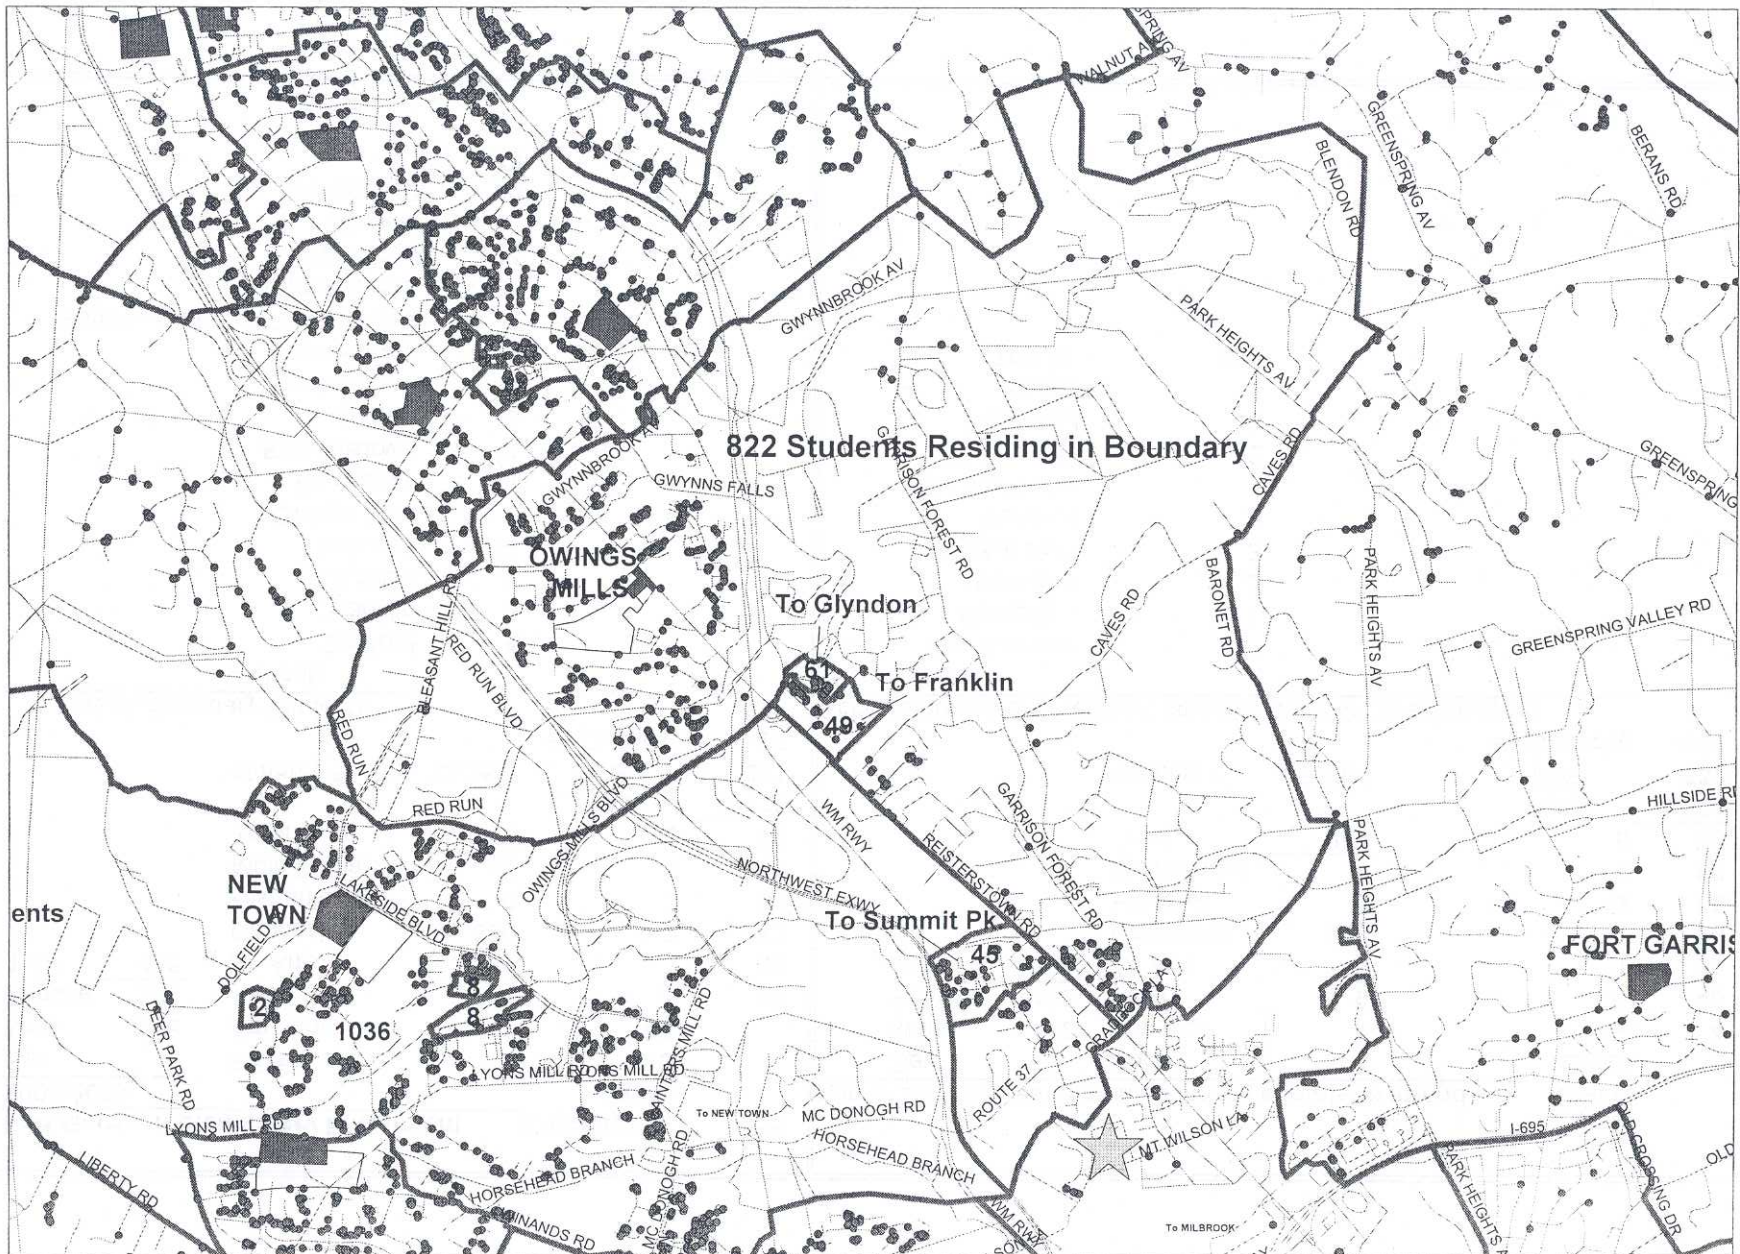 SPRING AV
WALNUT A
GREENSPRING AV
BERANS RD
BLENDON RD
GWYNNBROOK AV
PARK HEIGHTS AV
822 Students Residing in Boundary
GARRISON FOREST RD
CAVES RD
GREENSPRING
GWYNNBROOK AV
GWYNNS FALLS
OWINGS
MILLS
To Glyndon
61
To Franklin
49
PLEASANT HILL RD
RED RUN BLVD
RED RUN
RED RUN
CAVES RD
BARONET RD
PARK HEIGHTS AV
GREENSPRING VALLEY RD
HILLSIDE RD
OWINGS MILLS BLVD
WM RWY
NORTHWEST EXWY
REISTERSTOWN RD
GARRISON FOREST RD
PARK HEIGHTS AV
NEW
TOWN
LAKESIDE BLVD
DOLFIELD
ents
To Summit Pk.
45
FORT GARRIS
2
8
8
1036
DEER PARK RD
LYONS MILL RD
LYONS MILL RD
PAINTERS MILL RD
ROUTE 37
To NEW TOWN
MC DONOGH RD
LYONS MILL RD
HORSEHEAD BRANCH
MT WILSON LA
I-695
OLD CROSSING DR
OLD
LIBERTY RD
HORSEHEAD BRANCH
MC DONOGH RD
WM RWY
To MILBROOK
PARK HEIGHTS A